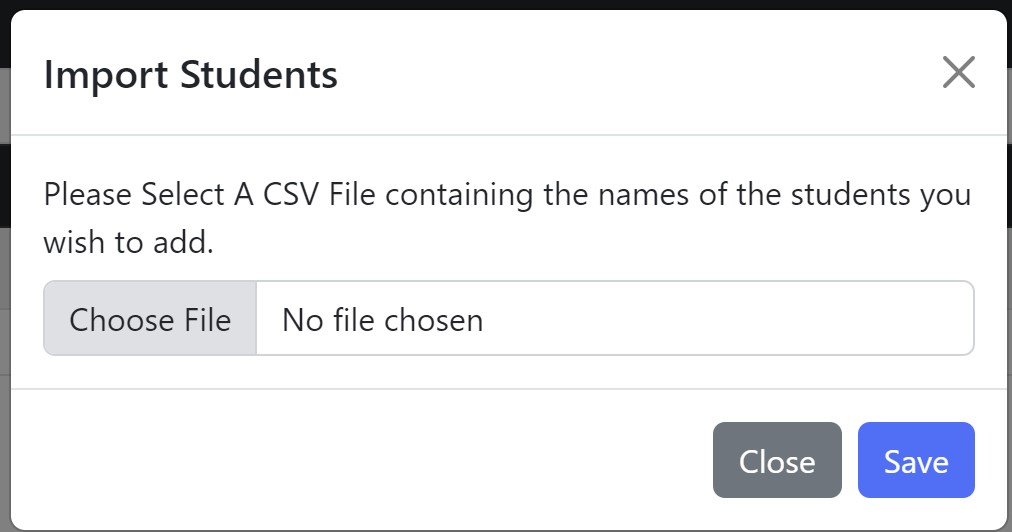 Import Students
Please Select A CSV File containing the names of the students you
wish to add.
Choose File No file chosen
Close Save